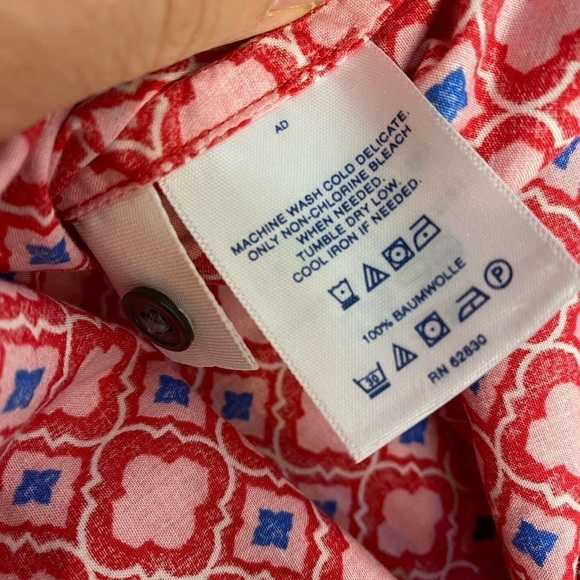 AD
MACHINE WASH COLD DELICATE.
ONLY NON-CHLORINE BLEACH
WHEN NEEDED.
TUMBLE DRY LOW.
COOL IRON IF NEEDED.
100% BAUMWOLLE
30
P
RN 62830